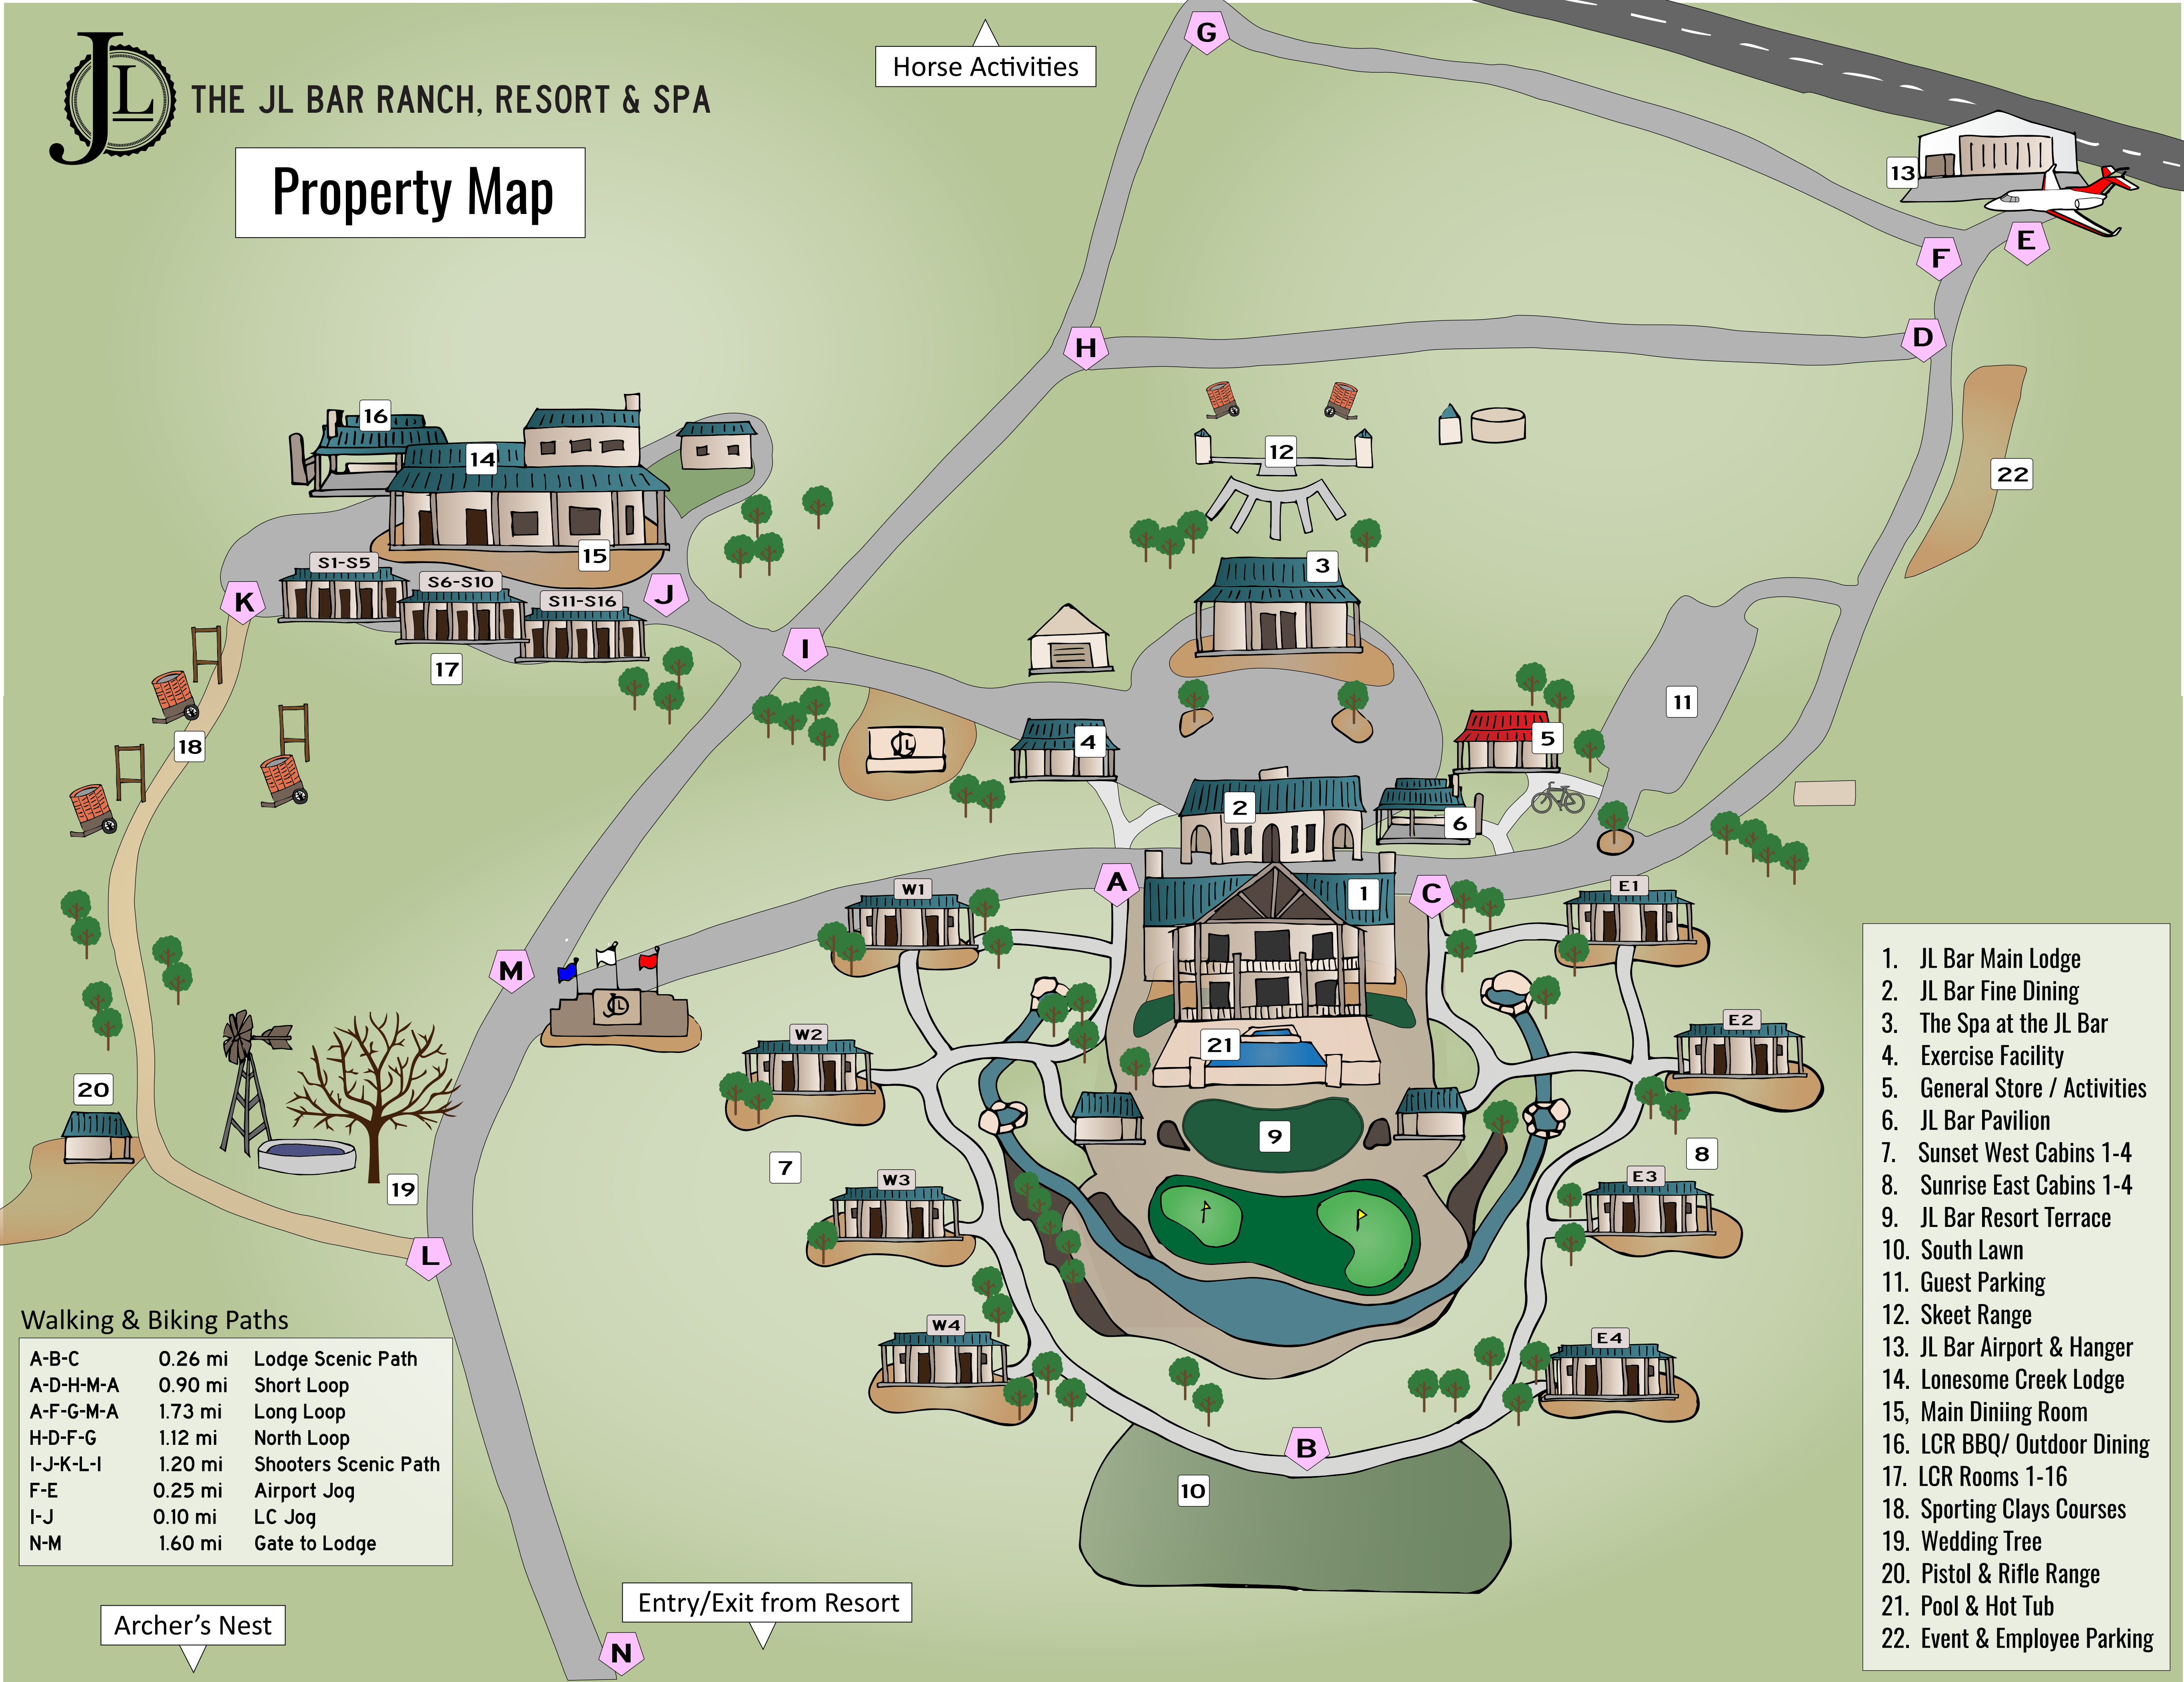 JL
THE JL BAR RANCH, RESORT & SPA
Property Map
Horse Activities
G
13
E
F
D
H
22
12
16
14
15
3
S1-S5
S6-S10
S11-S16
K
J
I
17
18
4
5
11
2
6
JL
A
1
C
W1
E1
M
JL
W2
21
E2
20
9
7
8
19
W3
E3
L
W4
E4
B
10
N
Walking & Biking Paths
A-B-C 0.26 mi Lodge Scenic Path
A-D-H-M-A 0.90 mi Short Loop
A-F-G-M-A 1.73 mi Long Loop
H-D-F-G 1.12 mi North Loop
I-J-K-L-I 1.20 mi Shooters Scenic Path
F-E 0.25 mi Airport Jog
I-J 0.10 mi LC Jog
N-M 1.60 mi Gate to Lodge
Archer's Nest
Entry/Exit from Resort
1. JL Bar Main Lodge
2. JL Bar Fine Dining
3. The Spa at the JL Bar
4. Exercise Facility
5. General Store / Activities
6. JL Bar Pavilion
7. Sunset West Cabins 1-4
8. Sunrise East Cabins 1-4
9. JL Bar Resort Terrace
10. South Lawn
11. Guest Parking
12. Skeet Range
13. JL Bar Airport & Hanger
14. Lonesome Creek Lodge
15, Main Diniing Room
16. LCR BBQ/ Outdoor Dining
17. LCR Rooms 1-16
18. Sporting Clays Courses
19. Wedding Tree
20. Pistol & Rifle Range
21. Pool & Hot Tub
22. Event & Employee Parking